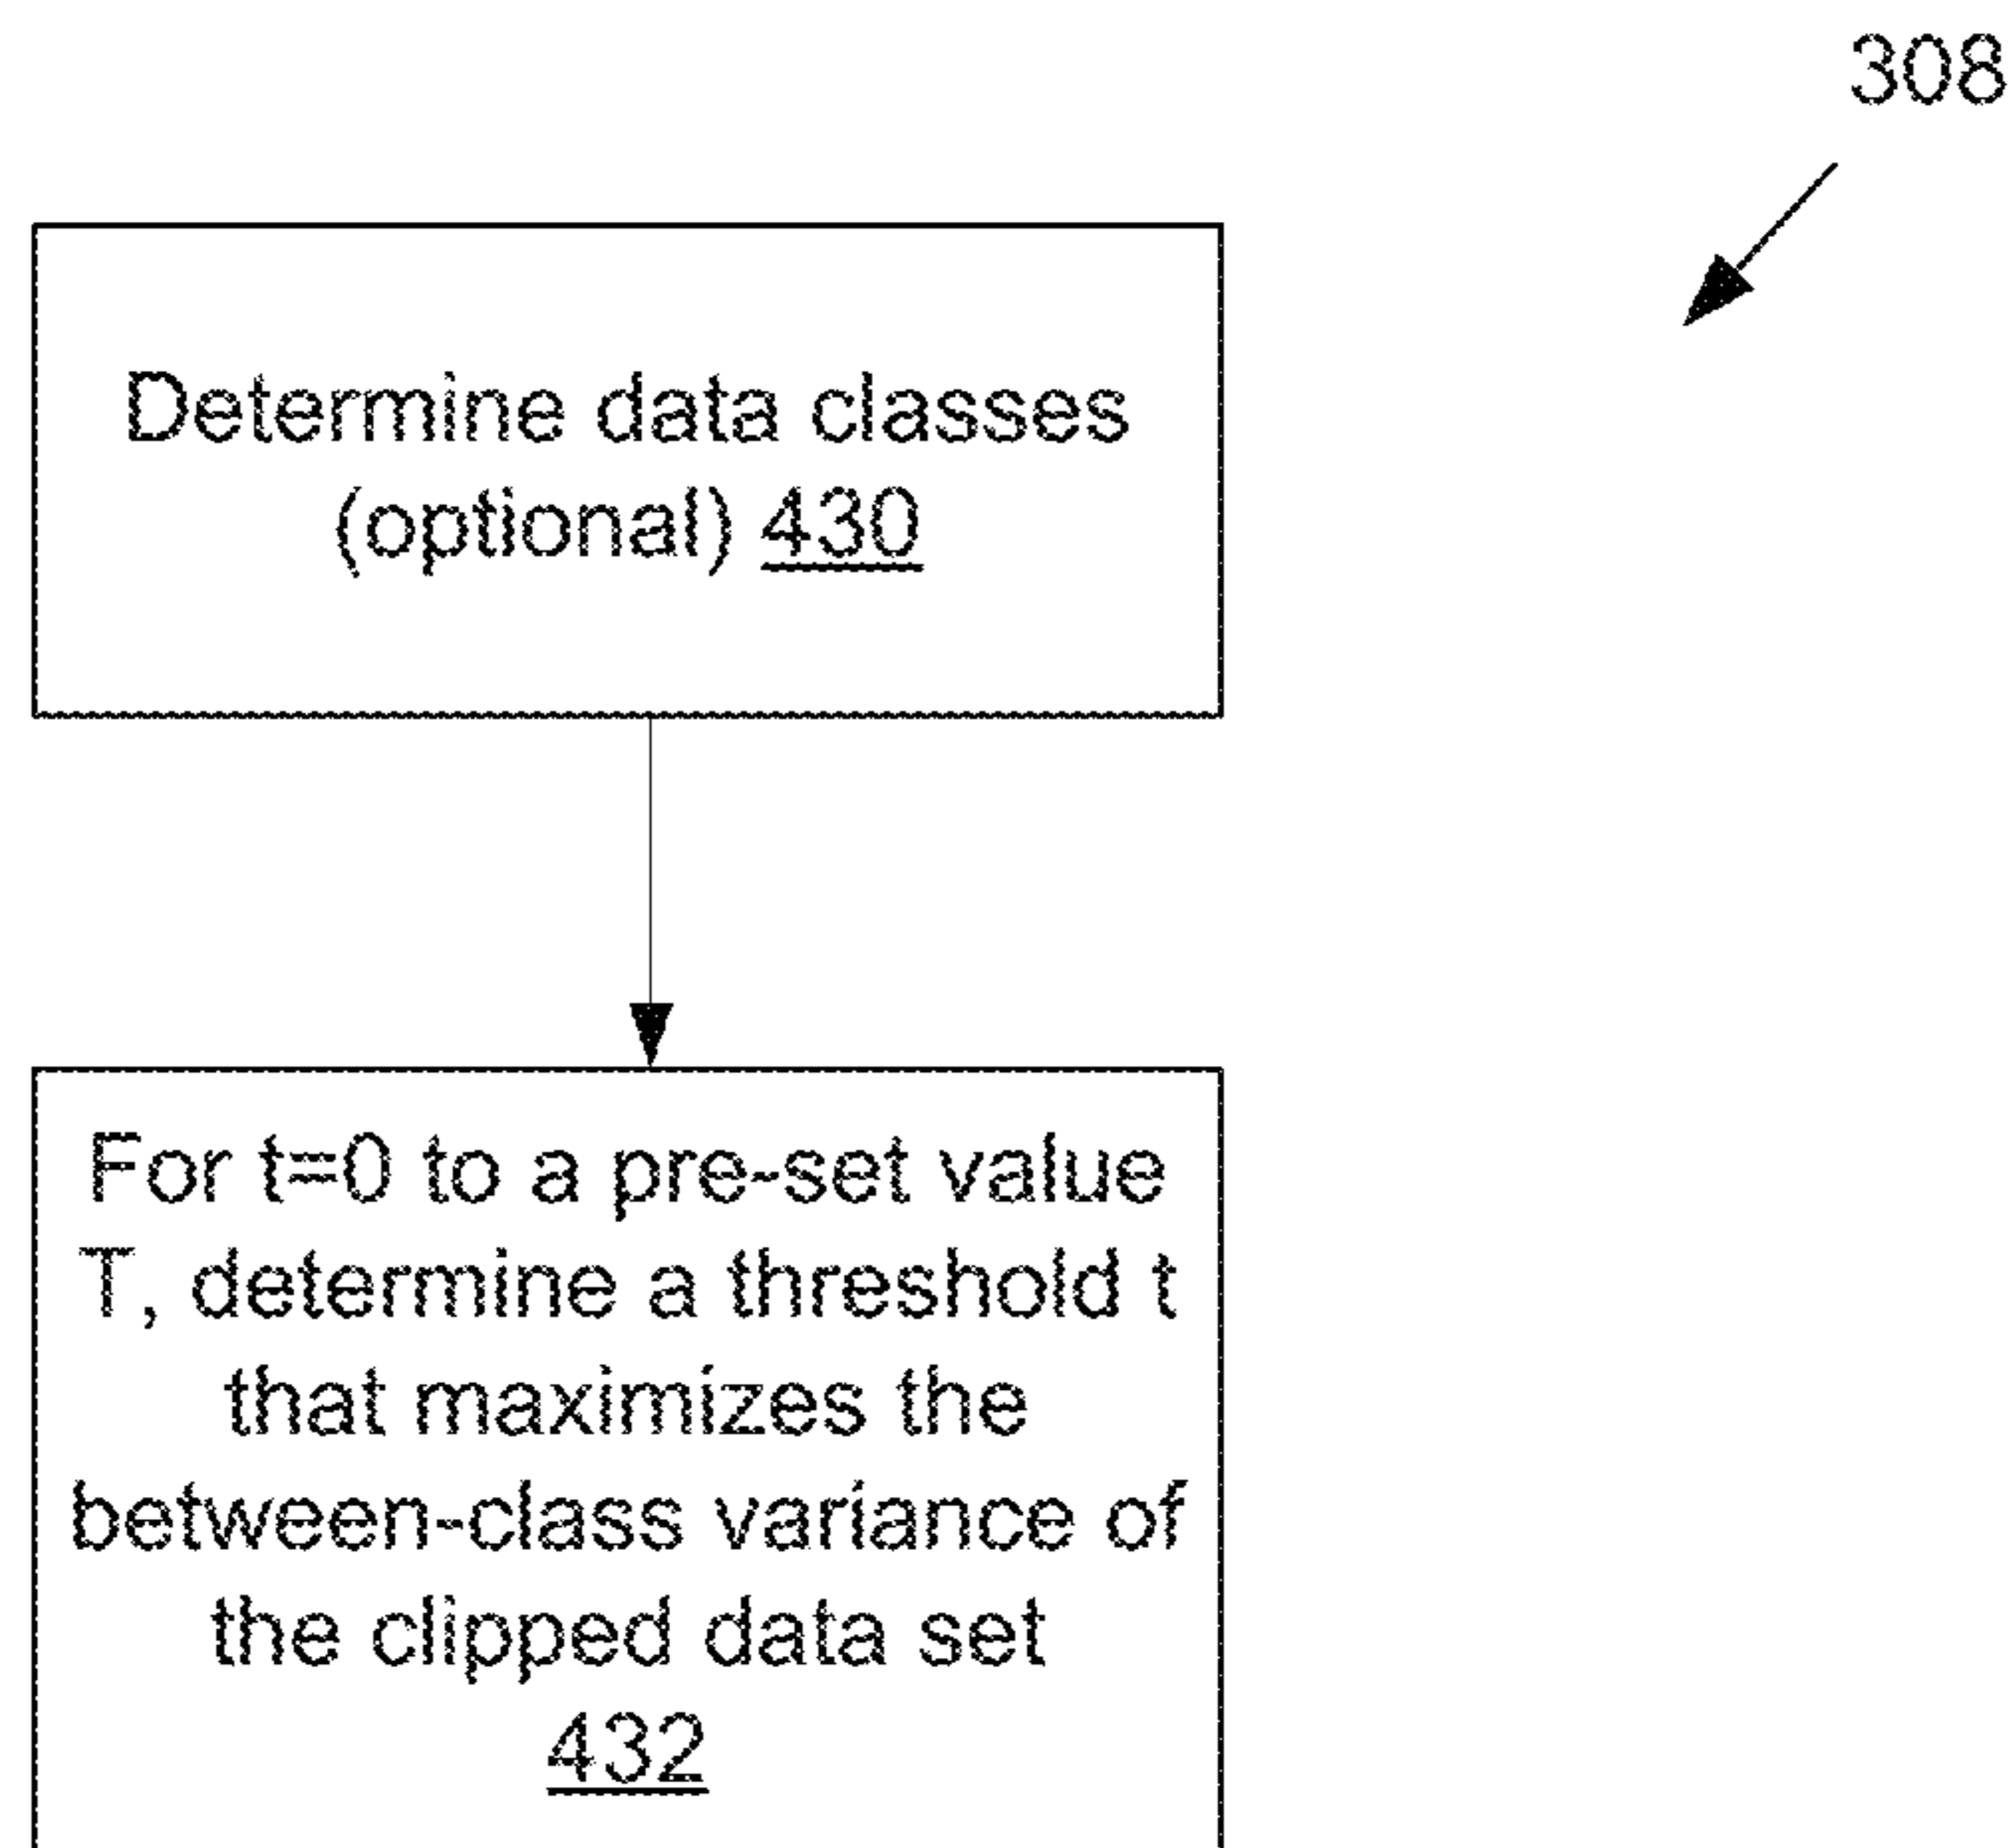 308
Determine data classes
(optional) 430
For t=0 to a pre-set value
T, determine a threshold t
that maximizes the
between-class variance of
the clipped data set
432